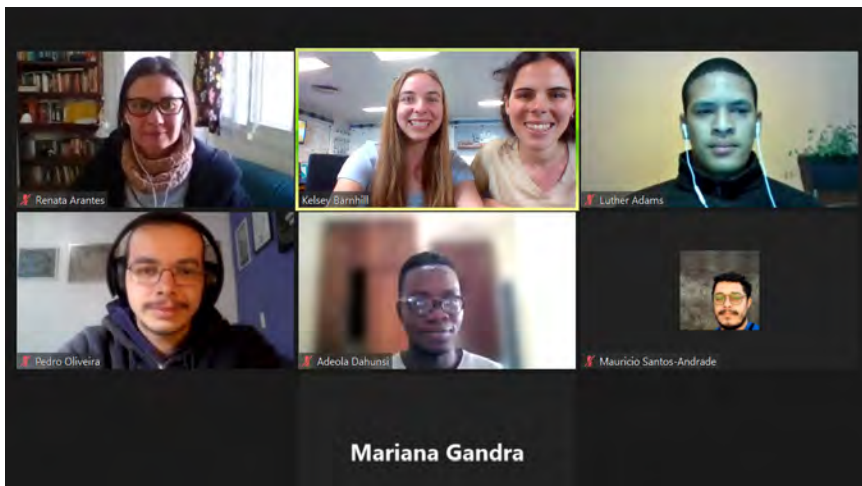 Renata Arantes
Kelsey Barnhill
Luther Adams
Pedro Oliveira
Adeola Dahunsi
Mauricio Santos-Andrade
Mariana Gandra